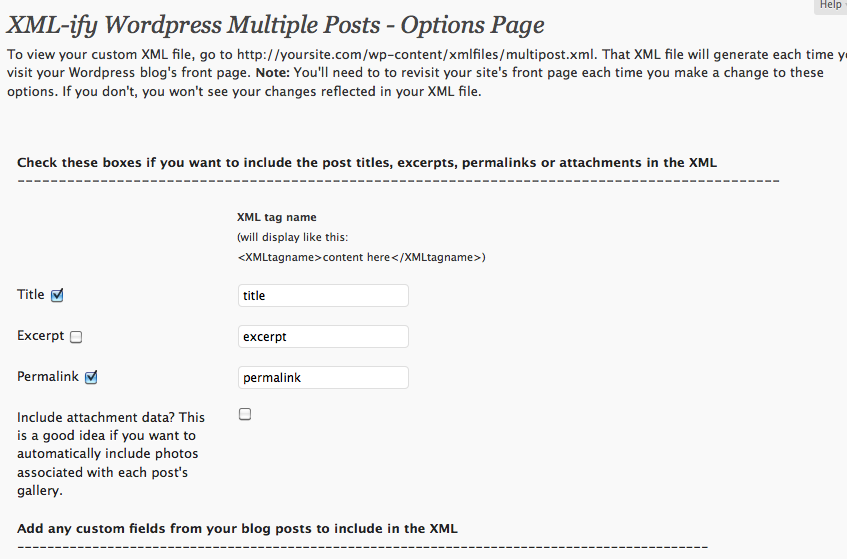 Help
XML-ify Wordpress Multiple Posts - Options Page
To view your custom XML file, go to http://yoursite.com/wp-content/xmlfiles/multipost.xml. That XML file will generate each time
visit your Wordpress blog's front page. Note: You'll need to to revisit your site's front page each time you make a change to these
options. If you don't, you won't see your changes reflected in your XML file.
Check these boxes if you want to include the post titles, excerpts, permalinks or attachments in the XML
XML tag name
(will display like this:
<XMLtagname>content here</XMLtagname>)
Title title
Excerpt excerpt
Permalink permalink
Include attachment data? This
is a good idea if you want to
automatically include photos
associated with each post's
gallery.
Add any custom fields from your blog posts to include in the XML